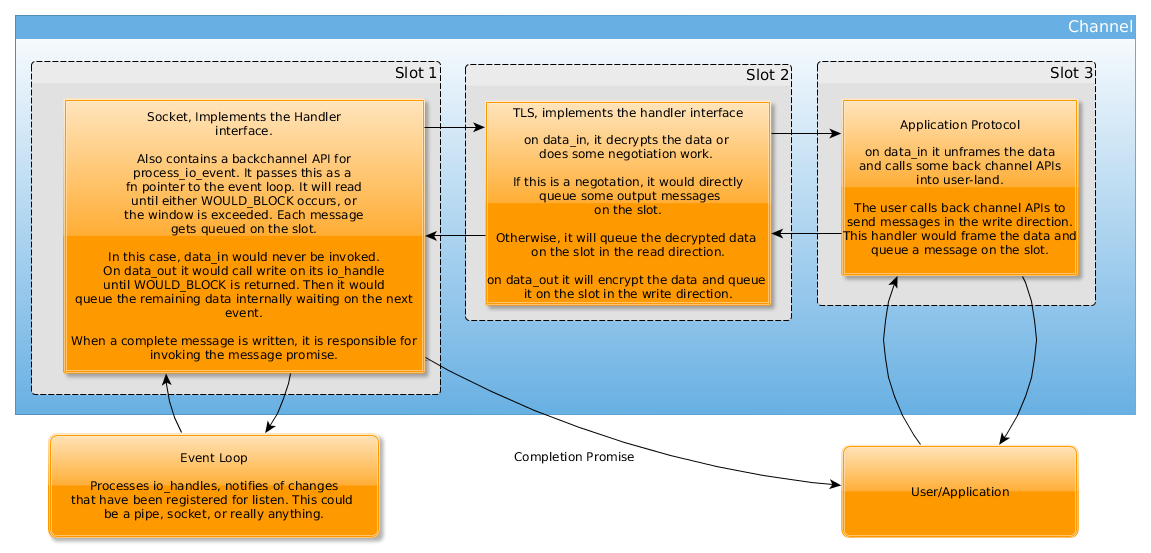 Channel
Slot 1
Socket, Implements the Handler
interface.
Also contains a backchannel API for
process_io_event. It passes this as a
fn pointer to the event loop. It will read
until either WOULD_BLOCK occurs, or
the window is exceeded. Each message
gets queued on the slot.
In this case, data_in would never be invoked.
On data_out it would call write on its io_handle
until WOULD_BLOCK is returned. Then it would
queue the remaining data internally waiting on the next
event.
When a complete message is written, it is responsible for
invoking the message promise.
Slot 2
TLS, implements the handler interface
on data_in, it decrypts the data or
does some negotiation work.
If this is a negotation, it would directly
queue some output messages
on the slot.
Otherwise, it will queue the decrypted data
on the slot in the read direction.
on data_out it will encrypt the data and queue
it on the slot in the write direction.
Slot 3
Application Protocol
on data_in it unframes the data
and calls some back channel APIs
into user-land.
The user calls back channel APIs to
send messages in the write direction.
This handler would frame the data and
queue a message on the slot.
Event Loop
Processes io_handles, notifies of changes
that have been registered for listen. This could
be a pipe, socket, or really anything.
Completion Promise
User/Application